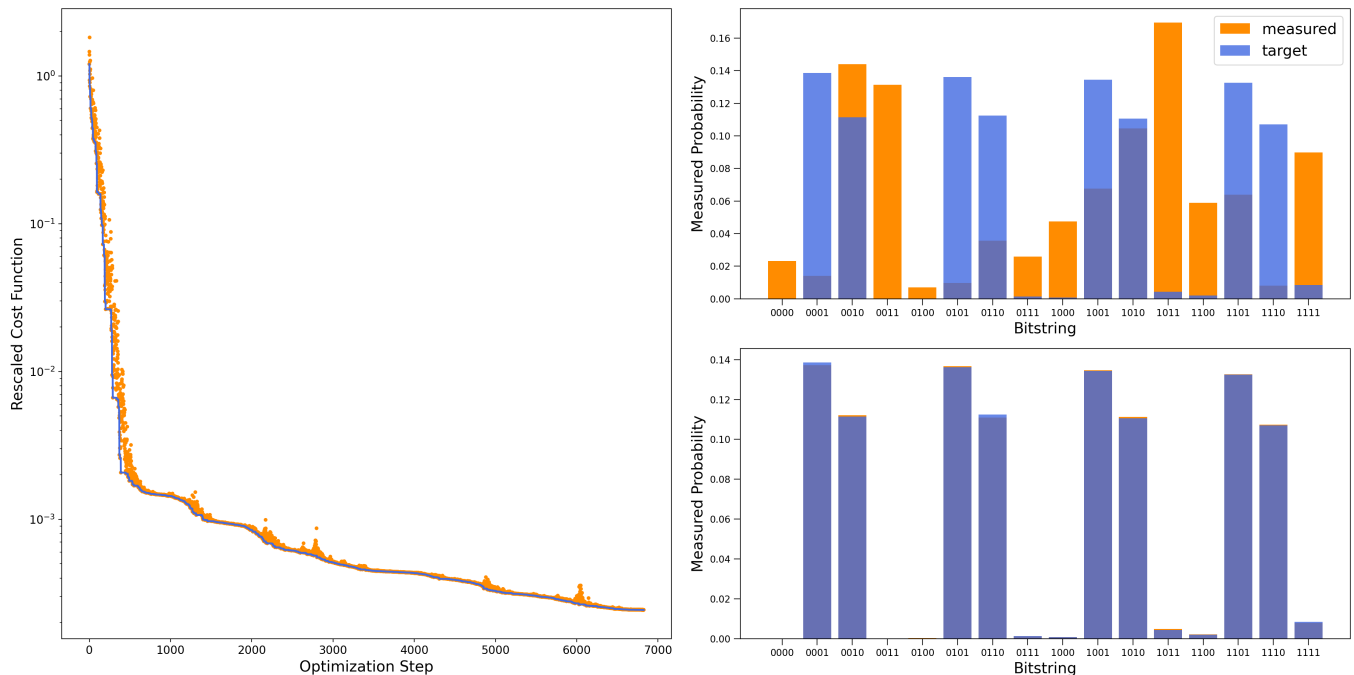 Rescaled Cost Function
10⁰
10⁻¹
10⁻²
10⁻³
0 1000 2000 3000 4000 5000 6000 7000
Optimization Step
Measured Probability
0.16
0.14
0.12
0.10
0.08
0.06
0.04
0.02
0.00
measured
target
0000 0001 0010 0011 0100 0101 0110 0111 1000 1001 1010 1011 1100 1101 1110 1111
Bitstring
Measured Probability
0.14
0.12
0.10
0.08
0.06
0.04
0.02
0.00
0000 0001 0010 0011 0100 0101 0110 0111 1000 1001 1010 1011 1100 1101 1110 1111
Bitstring